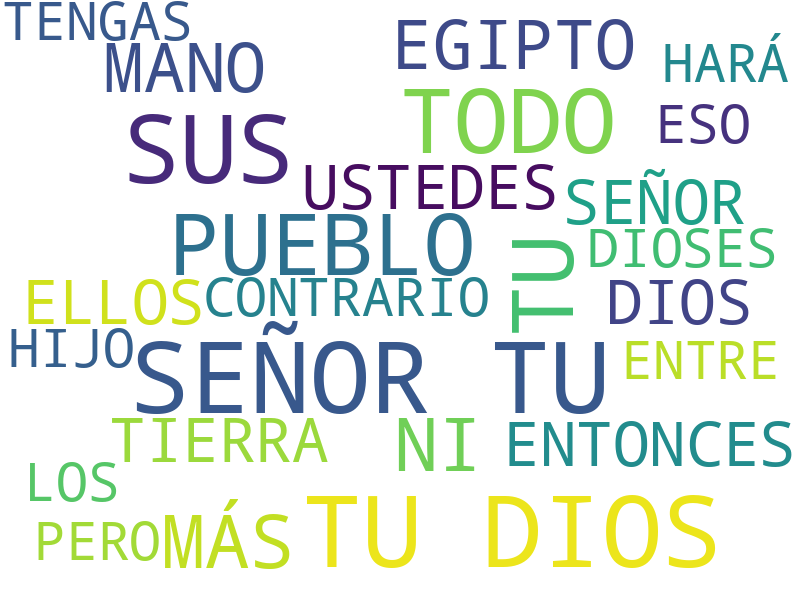 TENGAS
MANO
EGIPTO
HARÁ
SUS
TODO
ESO
USTEDES
SEÑOR
PUEBLO
TU
DIOSES
ELLOS
CONTRARIO
DIOS
HIJO
SEÑOR TU
ENTRE
TIERRA
NI
ENTONCES
LOS
PERO
MÁS
TU DIOS